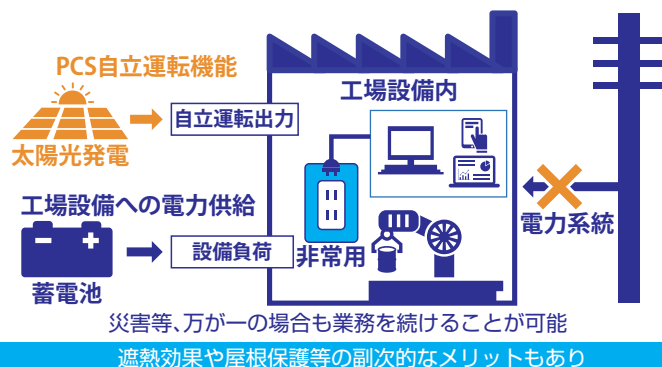 PCS自立運転機能
太陽光発電
自立運転出力
工場設備内
工場設備への電力供給
蓄電池
設備負荷
非常用
電力系統
災害等、万が一の場合も業務を続けることが可能
遮熱効果や屋根保護等の副次的なメリットもあり